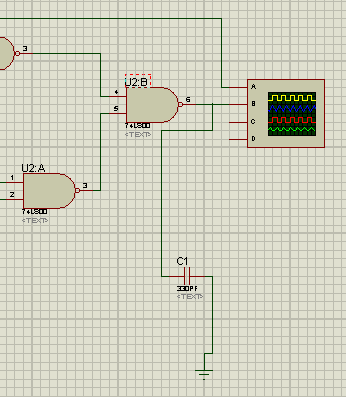 3
U2:B
4
5
6
74LS00
<TEXT>
A
B
C
D
U2:A
1
2
3
74LS00
<TEXT>
C1
330PF
<TEXT>